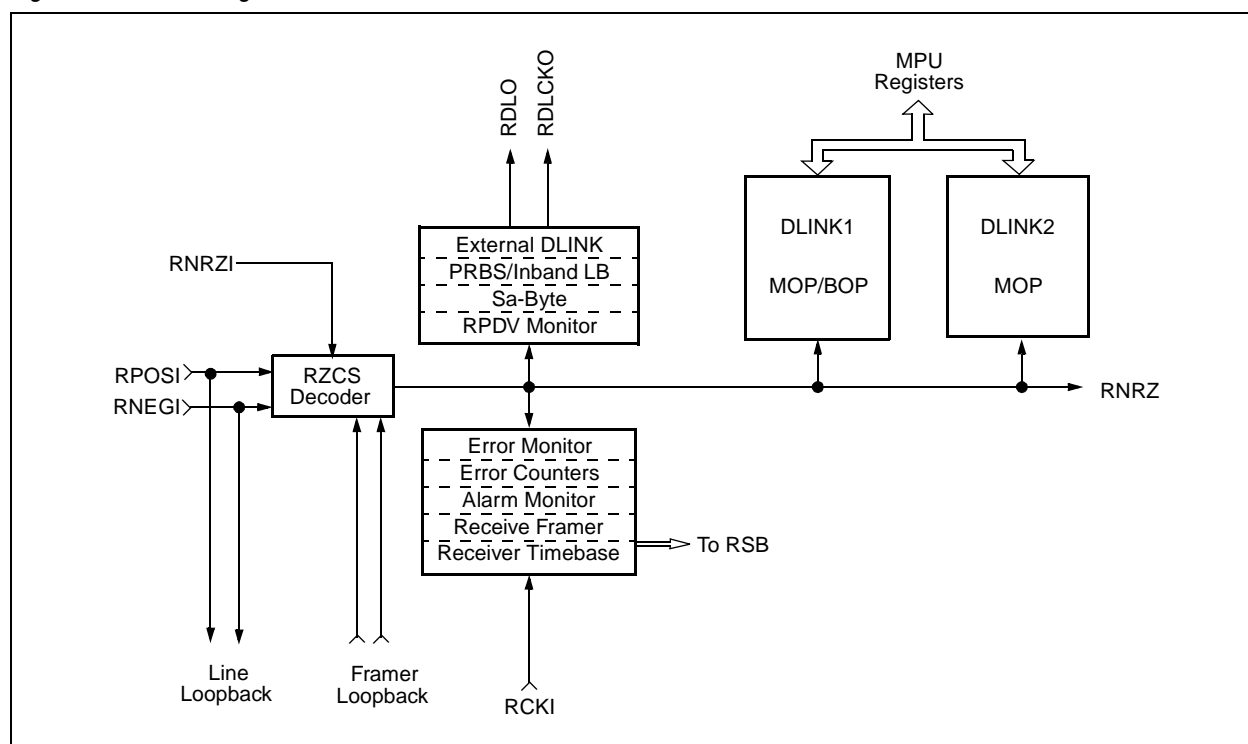 RDLO
RDLCKO
MPU
Registers
External DLINK
PRBS/Inband LB
Sa-Byte
RPDV Monitor
DLINK1
MOP/BOP
DLINK2
MOP
RNRZI
RPOSI
RNEGI
RZCS
Decoder
RNRZ
Error Monitor
Error Counters
Alarm Monitor
Receive Framer
Receiver Timebase
To RSB
Line
Loopback
Framer
Loopback
RCKI